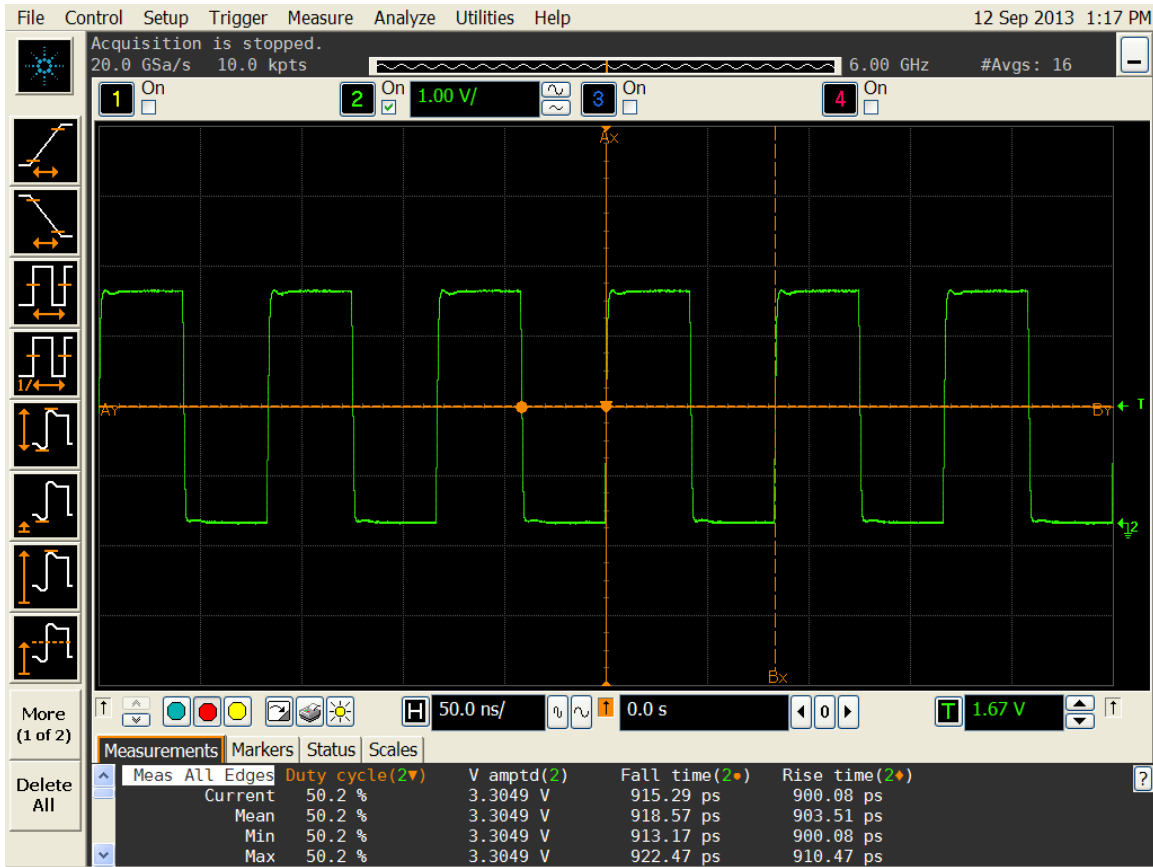 File Control Setup Trigger Measure Analyze Utilities Help 12 Sep 2013 1:17 PM
Acquisition is stopped.
20.0 GSa/s 10.0 kpts 6.00 GHz #Avgs: 16
1 On 2 On 1.00 V/ 3 On 4 On
Ax
1/
AY BY T
2
Bx
More
(1 of 2)
H 50.0 ns/ 0.0 s 0 T 1.67 V
Measurements Markers Status Scales
Delete
All
Meas All Edges Duty cycle(2▼) V amptd(2) Fall time(2●) Rise time(2♦) ?
Current 50.2 % 3.3049 V 915.29 ps 900.08 ps
Mean 50.2 % 3.3049 V 918.57 ps 903.51 ps
Min 50.2 % 3.3049 V 913.17 ps 900.08 ps
Max 50.2 % 3.3049 V 922.47 ps 910.47 ps